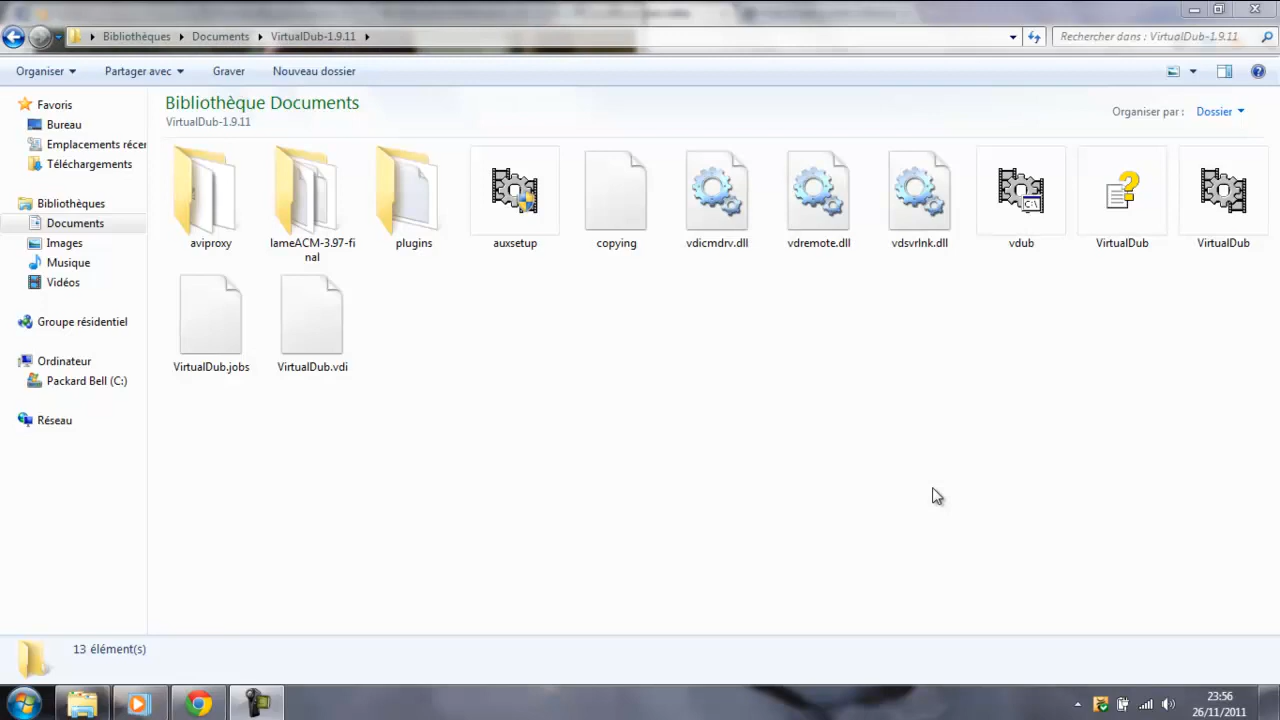 Bibliothèques Documents VirtualDub-1.9.11
Rechercher dans : VirtualDub-1.9.11
Organiser Partager avec Graver Nouveau dossier
Favoris
Bureau
Emplacements récer
Téléchargements
Bibliothèques
Documents
Images
Musique
Vidéos
Groupe résidentiel
Ordinateur
Packard Bell (C:)
Réseau
Bibliothèque Documents
VirtualDub-1.9.11
Organiser par : Dossier
aviproxy
lameACM-3.97-fi
nal
plugins
auxsetup
copying
vdicmdrv.dll
vdremote.dll
vdsvrlnk.dll
vdub
VirtualDub
VirtualDub
VirtualDub.jobs
VirtualDub.vdi
13 élément(s)
23:56
26/11/2011